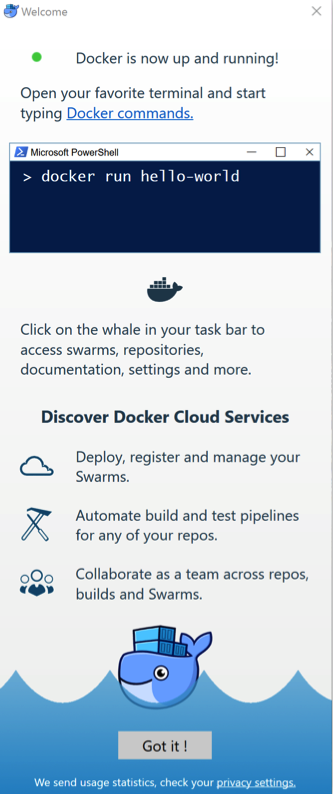 Welcome
Docker is now up and running!
Open your favorite terminal and start
typing Docker commands.
Microsoft PowerShell
> docker run hello-world
Click on the whale in your task bar to
access swarms, repositories,
documentation, settings and more.
Discover Docker Cloud Services
Deploy, register and manage your
Swarms.
Automate build and test pipelines
for any of your repos.
Collaborate as a team across repos,
builds and Swarms.
Got it !
We send usage statistics, check your privacy settings.